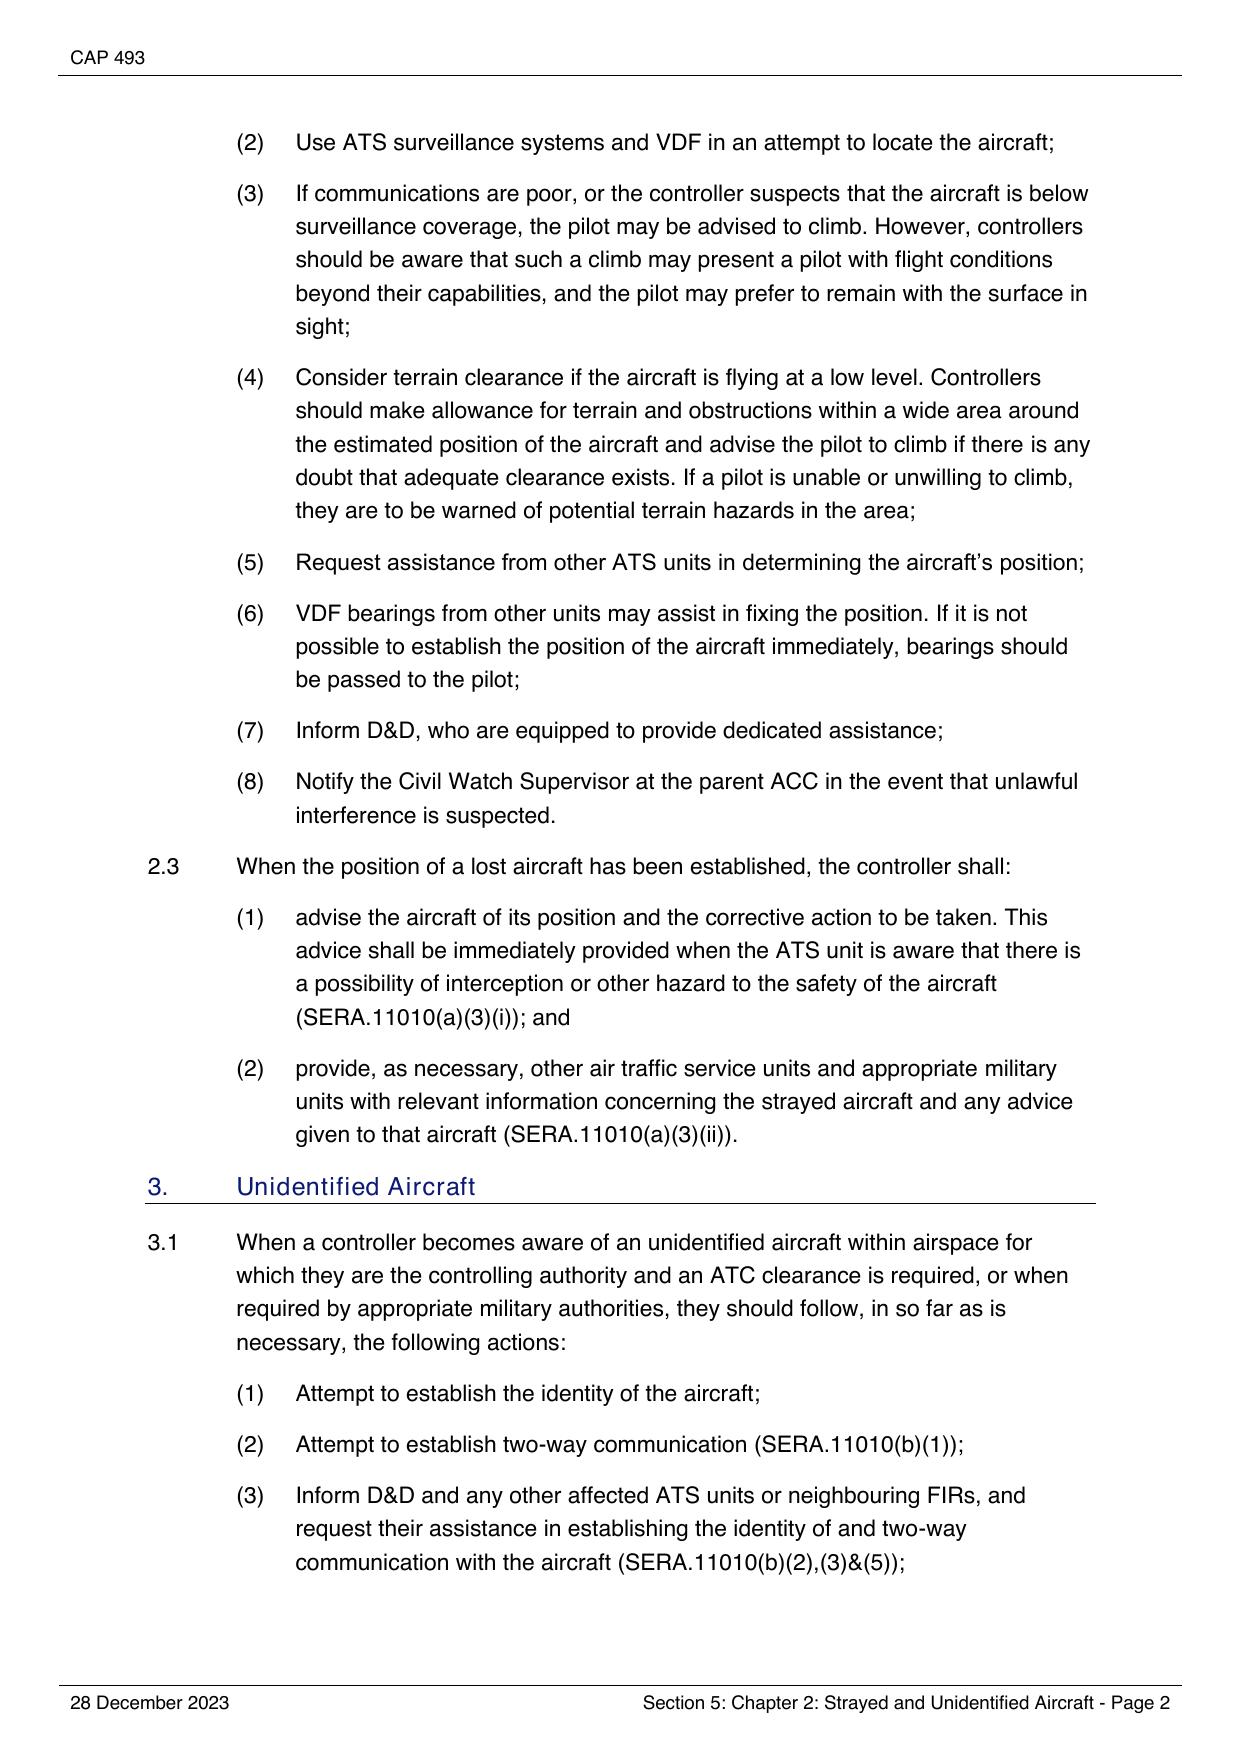 CAP 493
(2) Use ATS surveillance systems and VDF in an attempt to locate the aircraft;
(3) If communications are poor, or the controller suspects that the aircraft is below
surveillance coverage, the pilot may be advised to climb. However, controllers
should be aware that such a climb may present a pilot with flight conditions
beyond their capabilities, and the pilot may prefer to remain with the surface in
sight;
(4) Consider terrain clearance if the aircraft is flying at a low level. Controllers
should make allowance for terrain and obstructions within a wide area around
the estimated position of the aircraft and advise the pilot to climb if there is any
doubt that adequate clearance exists. If a pilot is unable or unwilling to climb,
they are to be warned of potential terrain hazards in the area;
(5) Request assistance from other ATS units in determining the aircraft’s position;
(6) VDF bearings from other units may assist in fixing the position. If it is not
possible to establish the position of the aircraft immediately, bearings should
be passed to the pilot;
(7) Inform D&D, who are equipped to provide dedicated assistance;
(8) Notify the Civil Watch Supervisor at the parent ACC in the event that unlawful
interference is suspected.
2.3 When the position of a lost aircraft has been established, the controller shall:
(1) advise the aircraft of its position and the corrective action to be taken. This
advice shall be immediately provided when the ATS unit is aware that there is
a possibility of interception or other hazard to the safety of the aircraft
(SERA.11010(a)(3)(i)); and
(2) provide, as necessary, other air traffic service units and appropriate military
units with relevant information concerning the strayed aircraft and any advice
given to that aircraft (SERA.11010(a)(3)(ii)).
3. Unidentified Aircraft
3.1 When a controller becomes aware of an unidentified aircraft within airspace for
which they are the controlling authority and an ATC clearance is required, or when
required by appropriate military authorities, they should follow, in so far as is
necessary, the following actions:
(1) Attempt to establish the identity of the aircraft;
(2) Attempt to establish two-way communication (SERA.11010(b)(1));
(3) Inform D&D and any other affected ATS units or neighbouring FIRs, and
request their assistance in establishing the identity of and two-way
communication with the aircraft (SERA.11010(b)(2),(3)&(5));
28 December 2023 Section 5: Chapter 2: Strayed and Unidentified Aircraft - Page 2